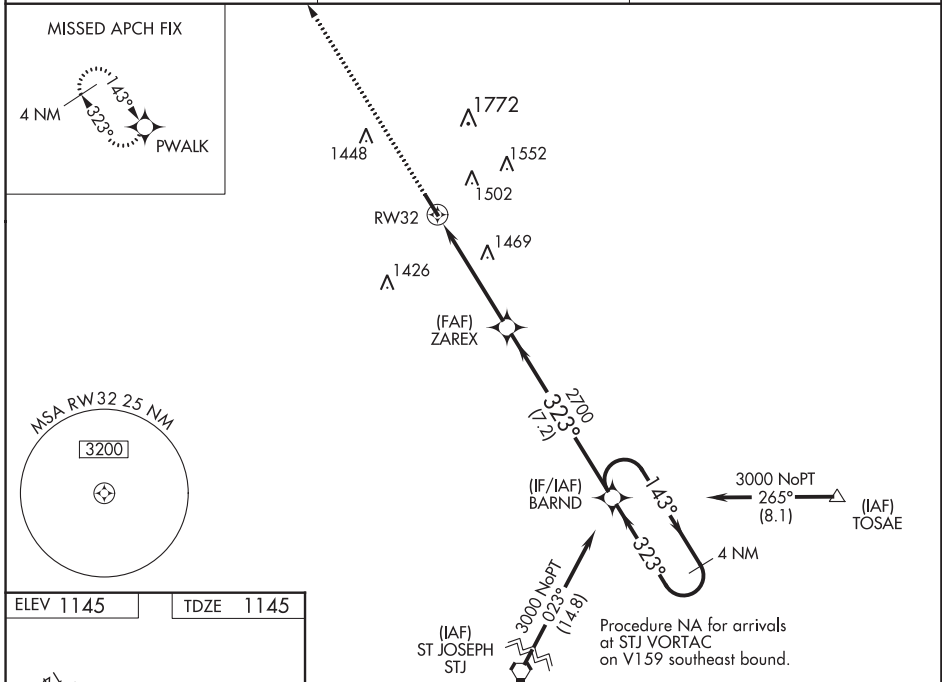 MISSED APCH FIX
4 NM
143°
323°
PWALK
1772
1448
1552
1502
RW32
1469
1426
(FAF)
ZAREX
2700
323°
(7.2)
MSA RW32 25 NM
3200
(IF/IAF)
BARND
143°
323°
4 NM
3000 NoPT
265°
(8.1)
(IAF)
TOSAE
3000 NoPT
023°
(14.8)
(IAF)
ST JOSEPH
STJ
Procedure NA for arrivals
at STJ VORTAC
on V159 southeast bound.
ELEV 1145
TDZE 1145